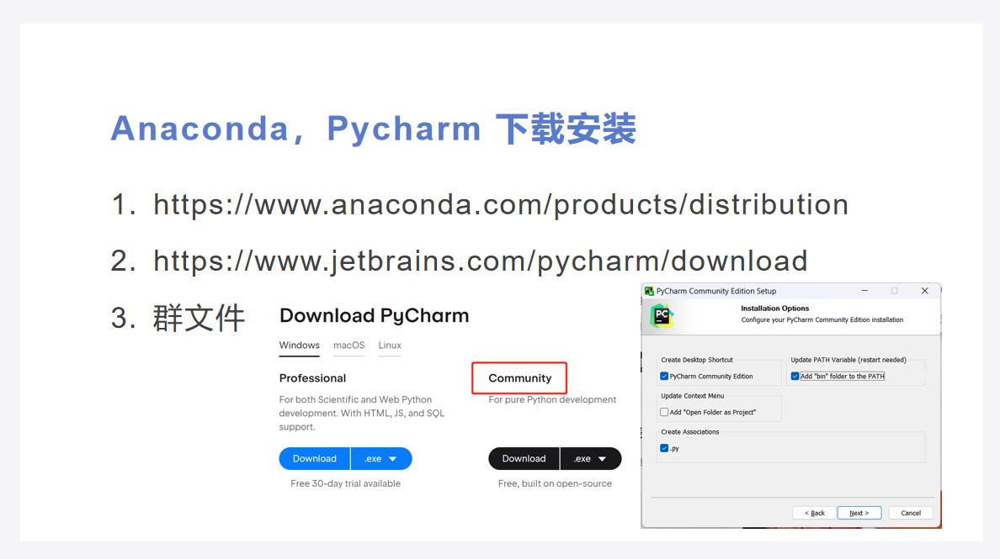 Anaconda，Pycharm 下载安装
1. https://www.anaconda.com/products/distribution
2. https://www.jetbrains.com/pycharm/download
3. 群文件
Download PyCharm
Windows macOS Linux
Professional
For both Scientific and Web Python
development. With HTML, JS, and SQL
support.
Download .exe
Free 30-day trial available
Community
For pure Python development
Download .exe
Free, built on open-source
PyCharm Community Edition Setup
PC
Installation Options
Configure your PyCharm Community Edition installation
Create Desktop Shortcut
PyCharm Community Edition
Update PATH Variable (restart needed)
Add "bin" folder to the PATH
Update Context Menu
Add "Open Folder as Project"
Create Associations
.py
< Back Next > Cancel